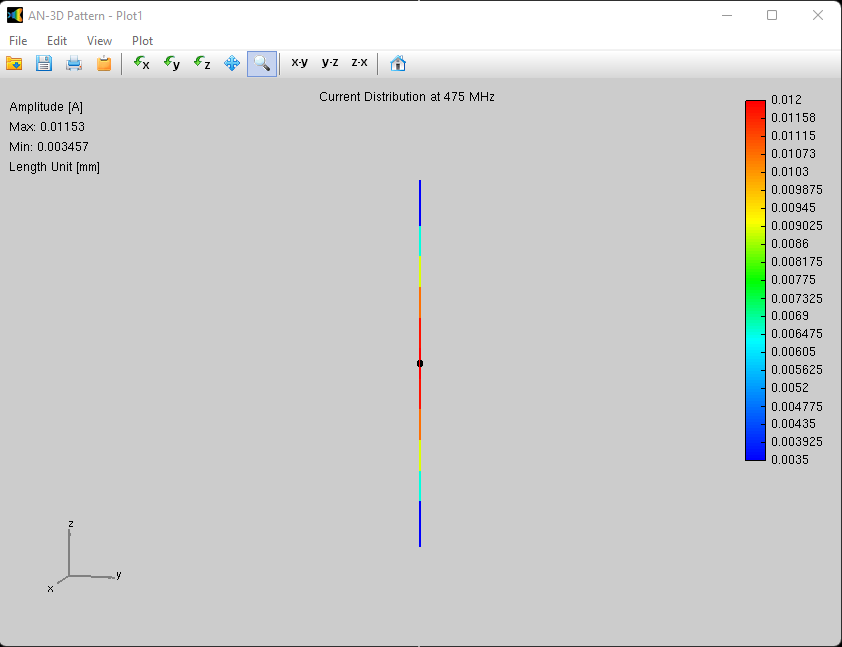 AN-3D Pattern - Plot1
File Edit View Plot
x y z x-y y-z z-x
Current Distribution at 475 MHz
Amplitude [A]
Max: 0.01153
Min: 0.003457
Length Unit [mm]
0.012
0.01158
0.01115
0.01073
0.0103
0.009875
0.00945
0.009025
0.0086
0.008175
0.00775
0.007325
0.0069
0.006475
0.00605
0.005625
0.0052
0.004775
0.00435
0.003925
0.0035
z
y
x